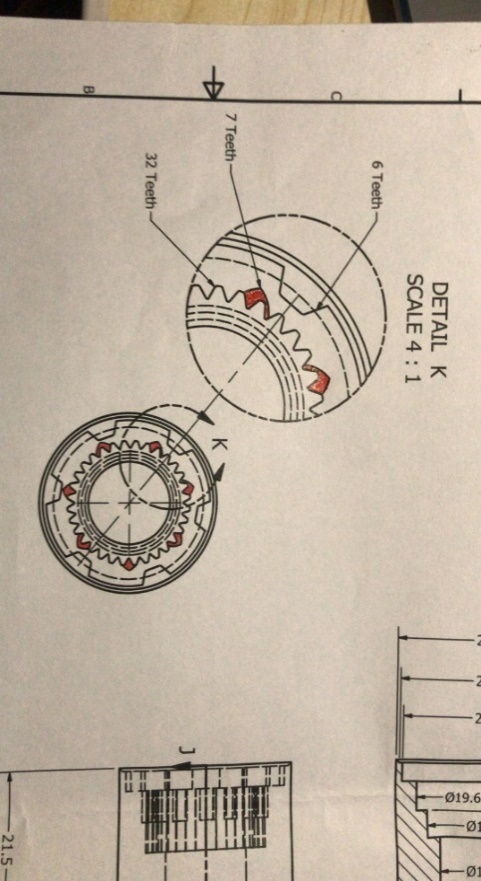 B
C
7 Teeth
6 Teeth
32 Teeth
DETAIL K
SCALE 4 : 1
K
J
Ø19.6
21.5